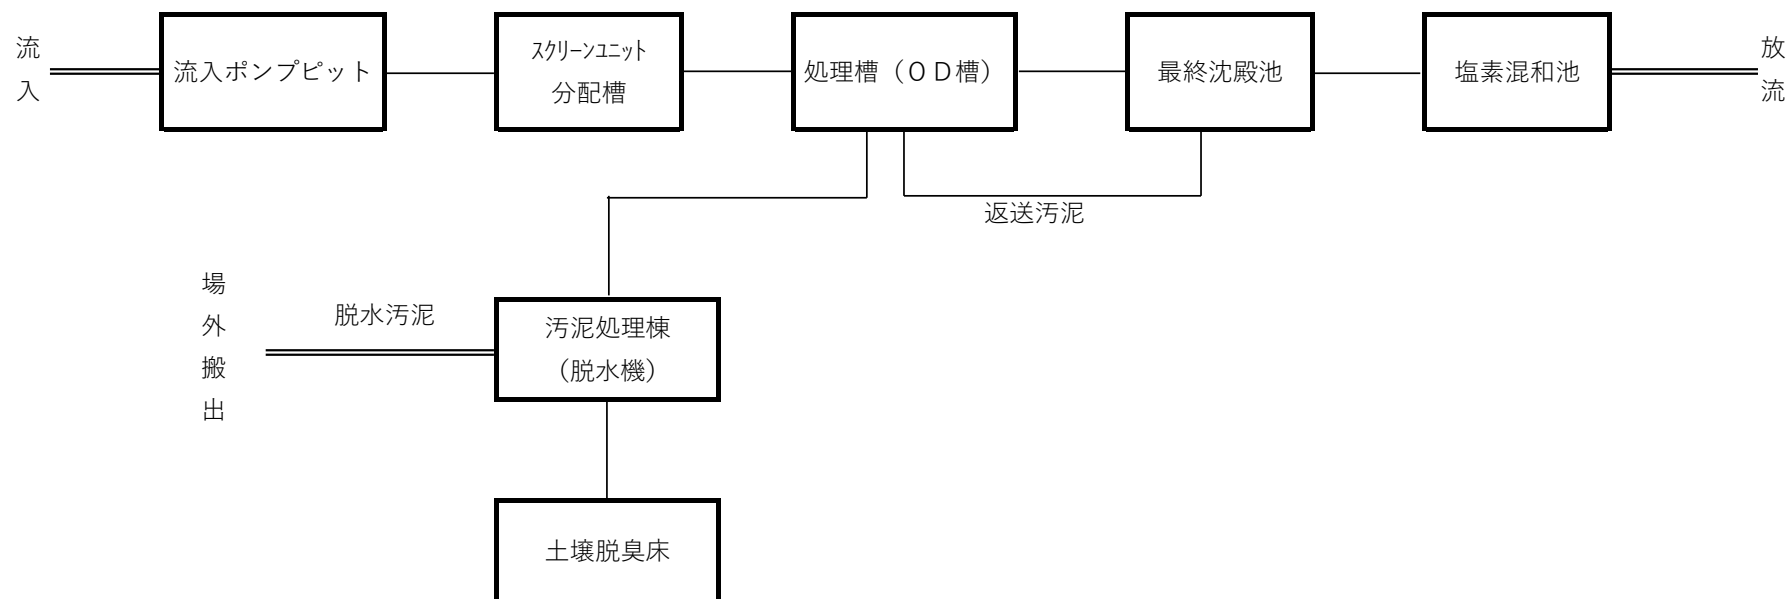 流入
流入ポンプピット
ｽｸﾘｰﾝﾕﾆｯﾄ
分配槽
処理槽（ＯＤ槽）
最終沈殿池
塩素混和池
放流
返送汚泥
場外搬出
脱水汚泥
汚泥処理棟
（脱水機）
土壌脱臭床